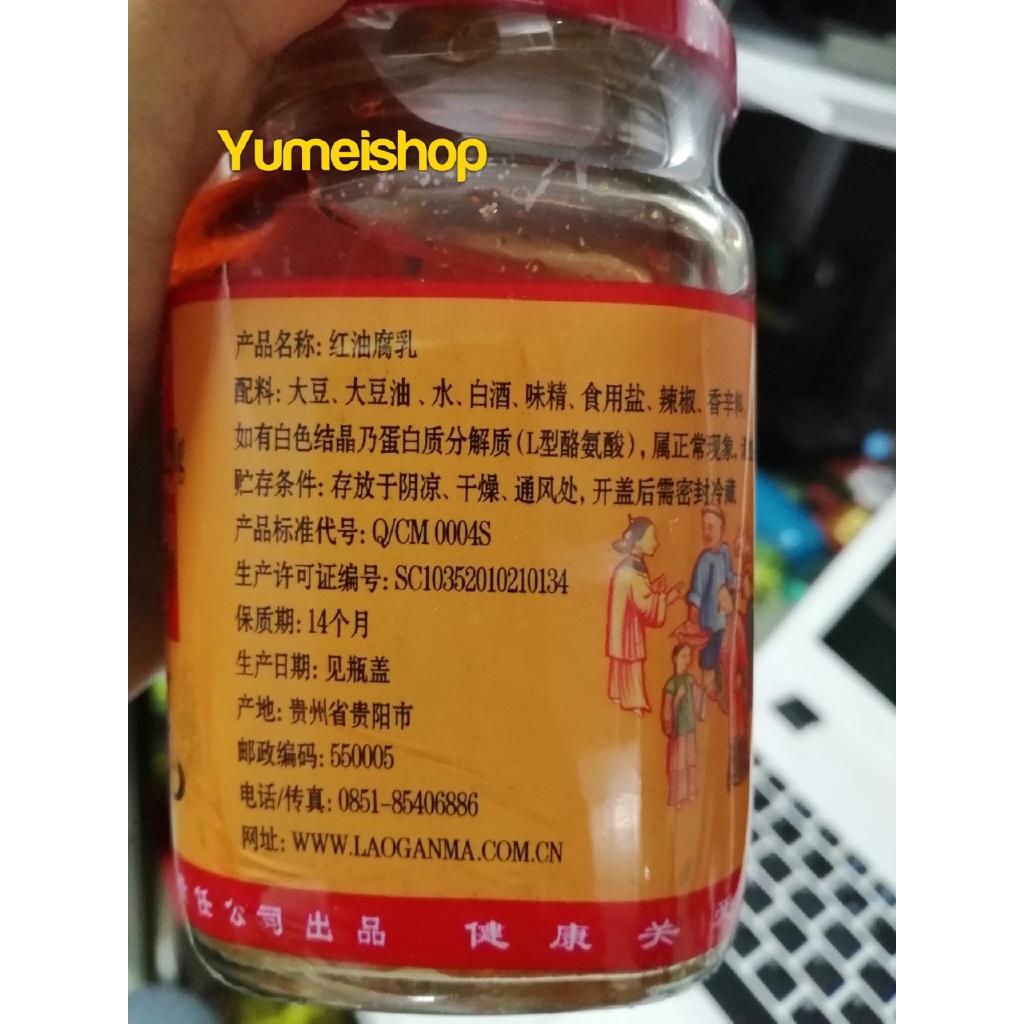 Yumeishop
产品名称: 红油腐乳
配料: 大豆、大豆油、水、白酒、味精、食用盐、辣椒、香辛料
如有白色结晶乃蛋白质分解质(L型酪氨酸), 属正常现象,
贮存条件: 存放于阴凉、干燥、通风处, 开盖后需密封冷藏
产品标准代号: Q/CM 0004S
生产许可证编号: SC10352010210134
保质期: 14个月
生产日期: 见瓶盖
产地: 贵州省贵阳市
邮政编码: 550005
电话/传真: 0851-85406886
网址: WWW.LAOGANMA.COM.CN
任公司出品 健康关